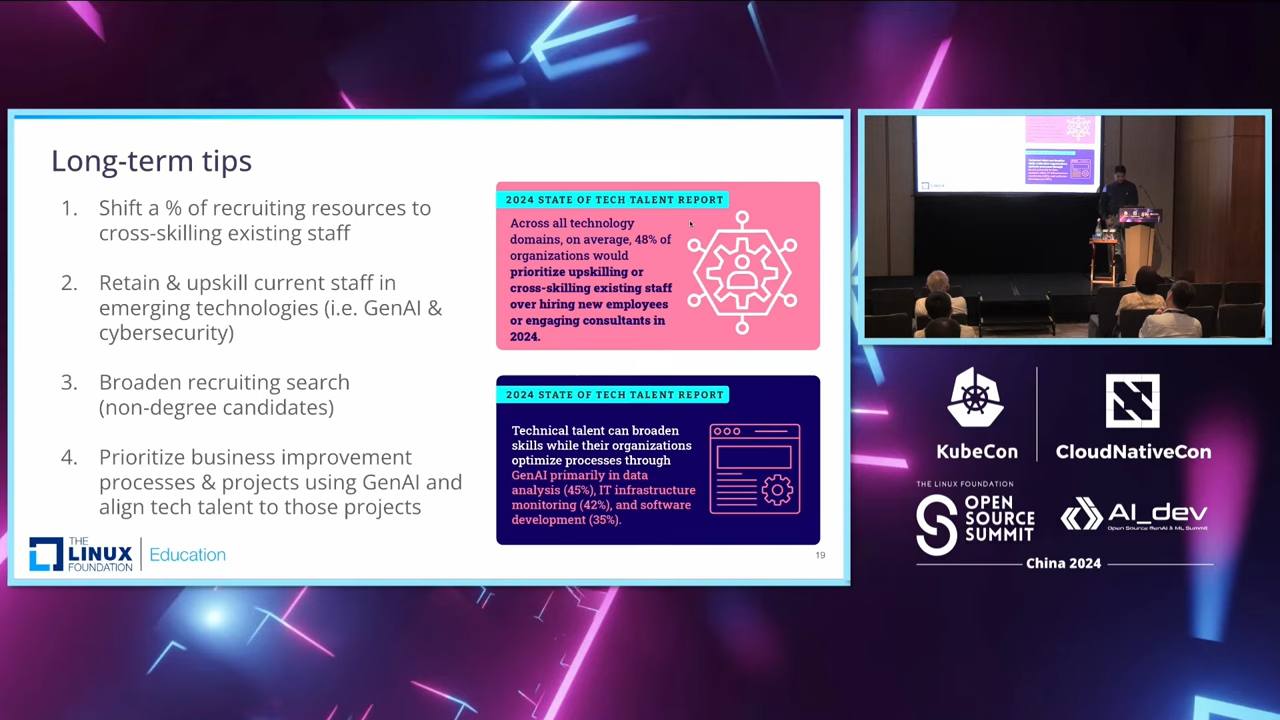 Long-term tips
1. Shift a % of recruiting resources to
cross-skilling existing staff
2. Retain & upskill current staff in
emerging technologies (i.e. GenAI &
cybersecurity)
3. Broaden recruiting search
(non-degree candidates)
4. Prioritize business improvement
processes & projects using GenAI and
align tech talent to those projects
2024 STATE OF TECH TALENT REPORT
Across all technology
domains, on average, 48% of
organizations would
prioritize upskilling or
cross-skilling existing staff
over hiring new employees
or engaging consultants in
2024.
2024 STATE OF TECH TALENT REPORT
Technical talent can broaden
skills while their organizations
optimize processes through
GenAI primarily in data
analysis (45%), IT infrastructure
monitoring (42%), and software
development (35%).
THE
LINUX
FOUNDATION
Education
19
KubeCon
CloudNativeCon
THE LINUX FOUNDATION
OPEN
SOURCE
SUMMIT
AI_dev
Open Source GenAI & ML Summit
China 2024